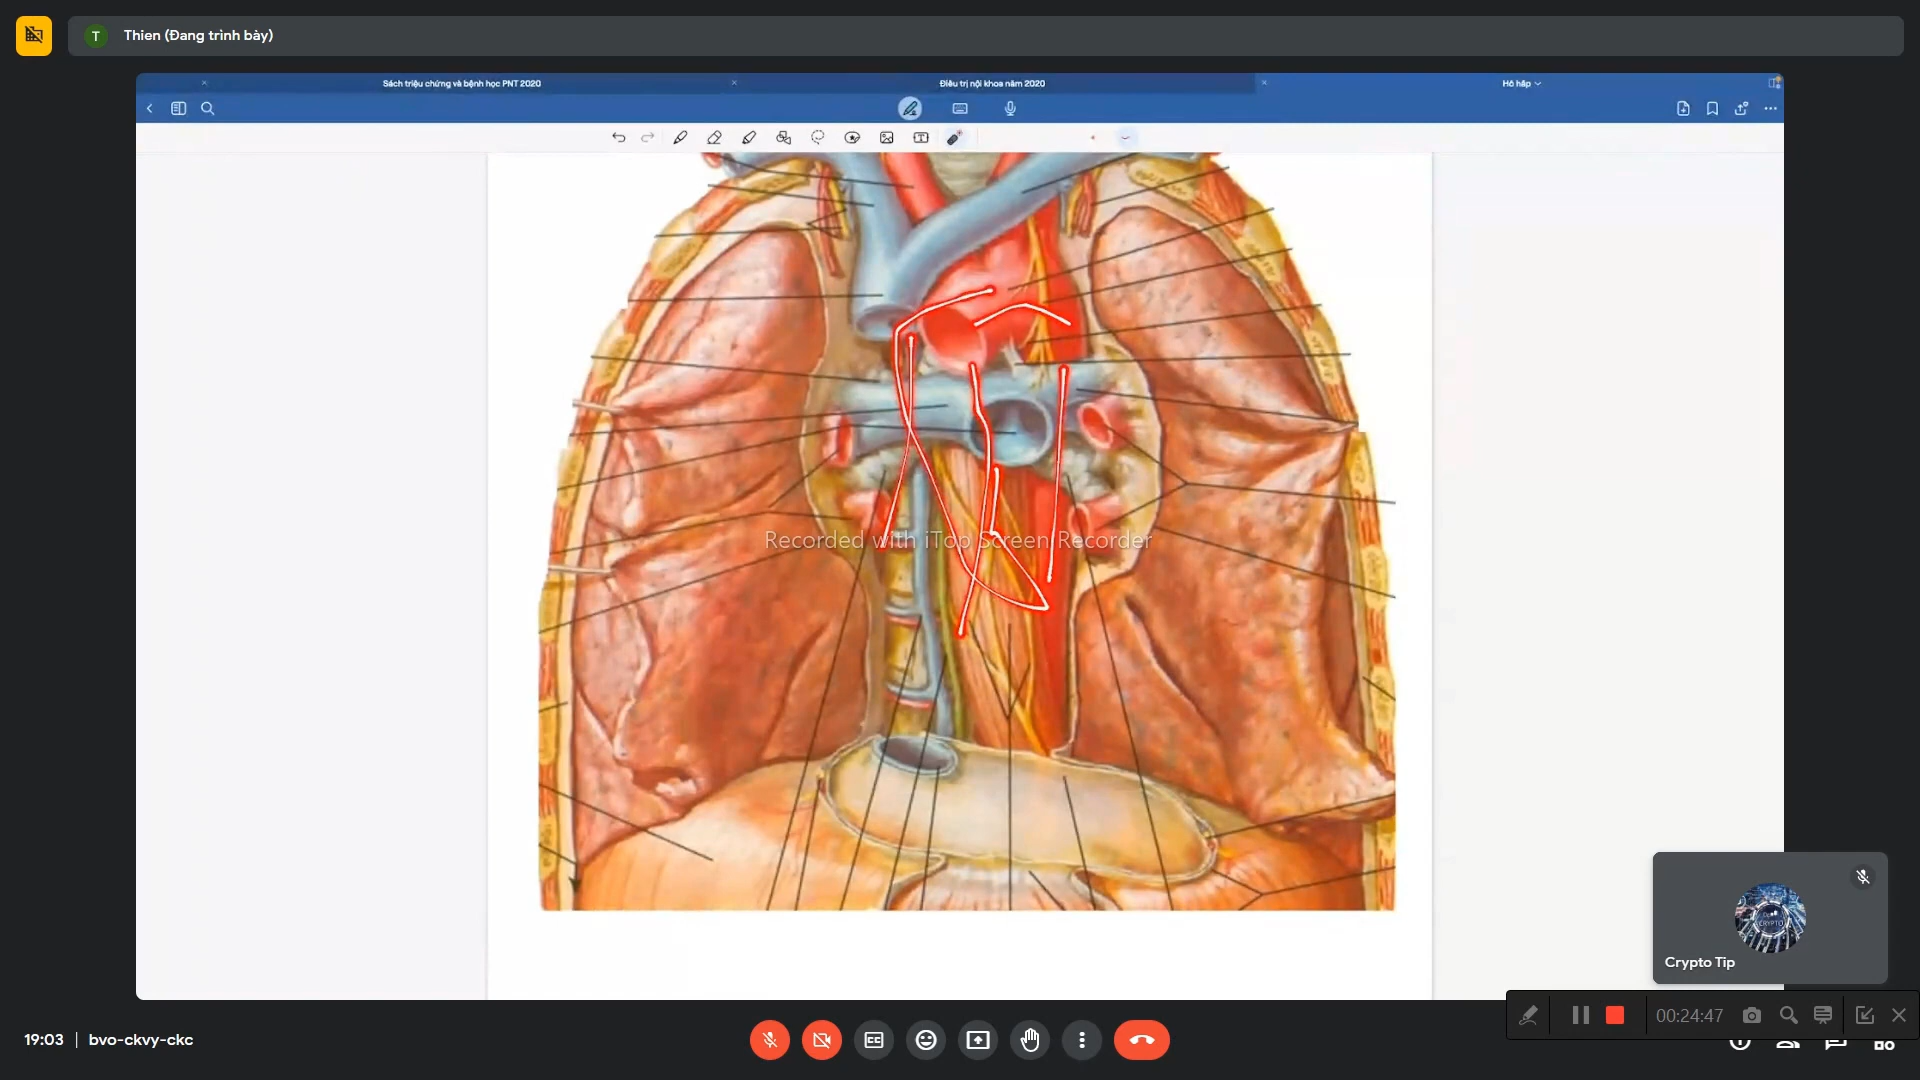 T Thien (Đang trình bày)
Sách triệu chứng và bệnh học PNT 2020
Điều trị nội khoa năm 2020
Hô hấp
Recorded with iTop Screen Recorder
Crypto Tip
00:24:47
19:03 | bvo-ckvy-ckc